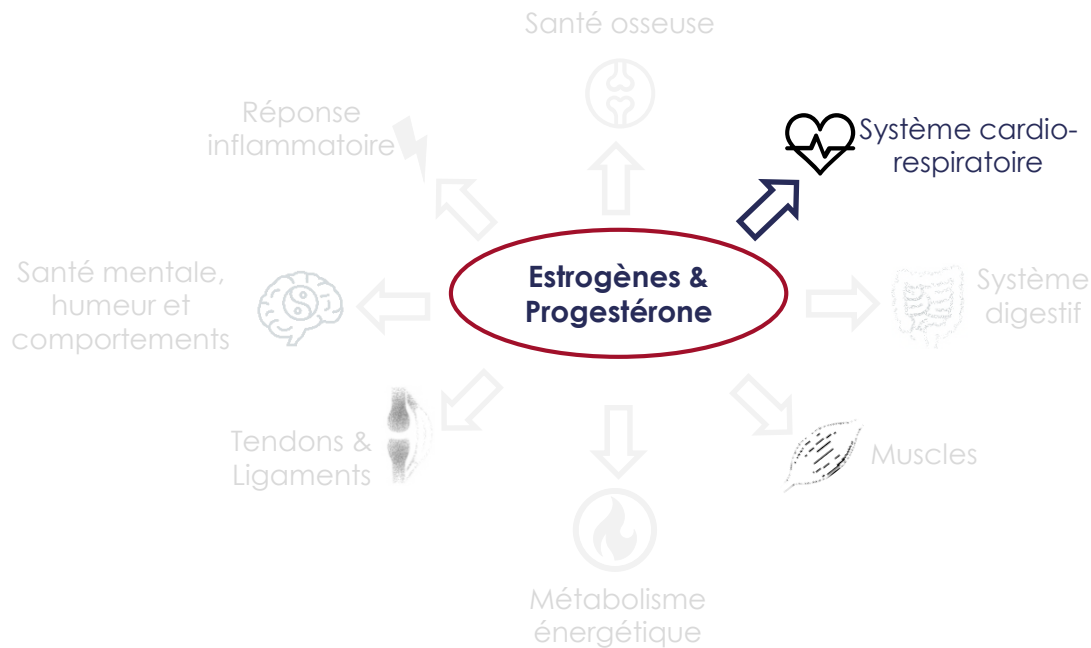 Santé osseuse
Réponse
inflammatoire
Système cardio-
respiratoire
Santé mentale,
humeur et
comportements
Estrogènes &
Progestérone
Système
digestif
Tendons &
Ligaments
Muscles
Métabolisme
énergétique